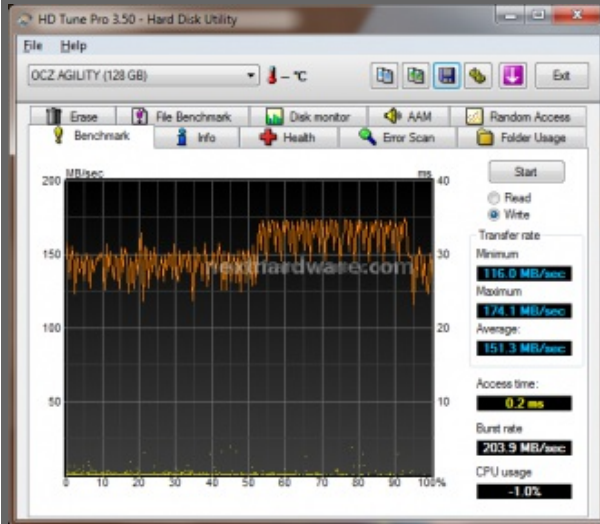 HD Tune Pro 3.50 - Hard Disk Utility
File Help
OCZ AGILITY (128 GB)
– °C
Exit
Erase File Benchmark Disk monitor AAM Random Access
Benchmark Info Health Error Scan Folder Usage
MB/sec ms
200 40
150 30
100 20
50 10
0 10 20 30 40 50 60 70 80 90 100%
nexthardware.com
Start
Read
Write
Transfer rate
Minimum
116.0 MB/sec
Maximum
174.1 MB/sec
Average:
151.3 MB/sec
Access time:
0.2 ms
Burst rate
203.9 MB/sec
CPU usage
-1.0%